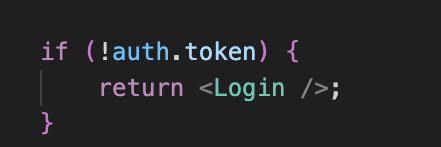 if (!auth.token) {
    return <Login />;
}